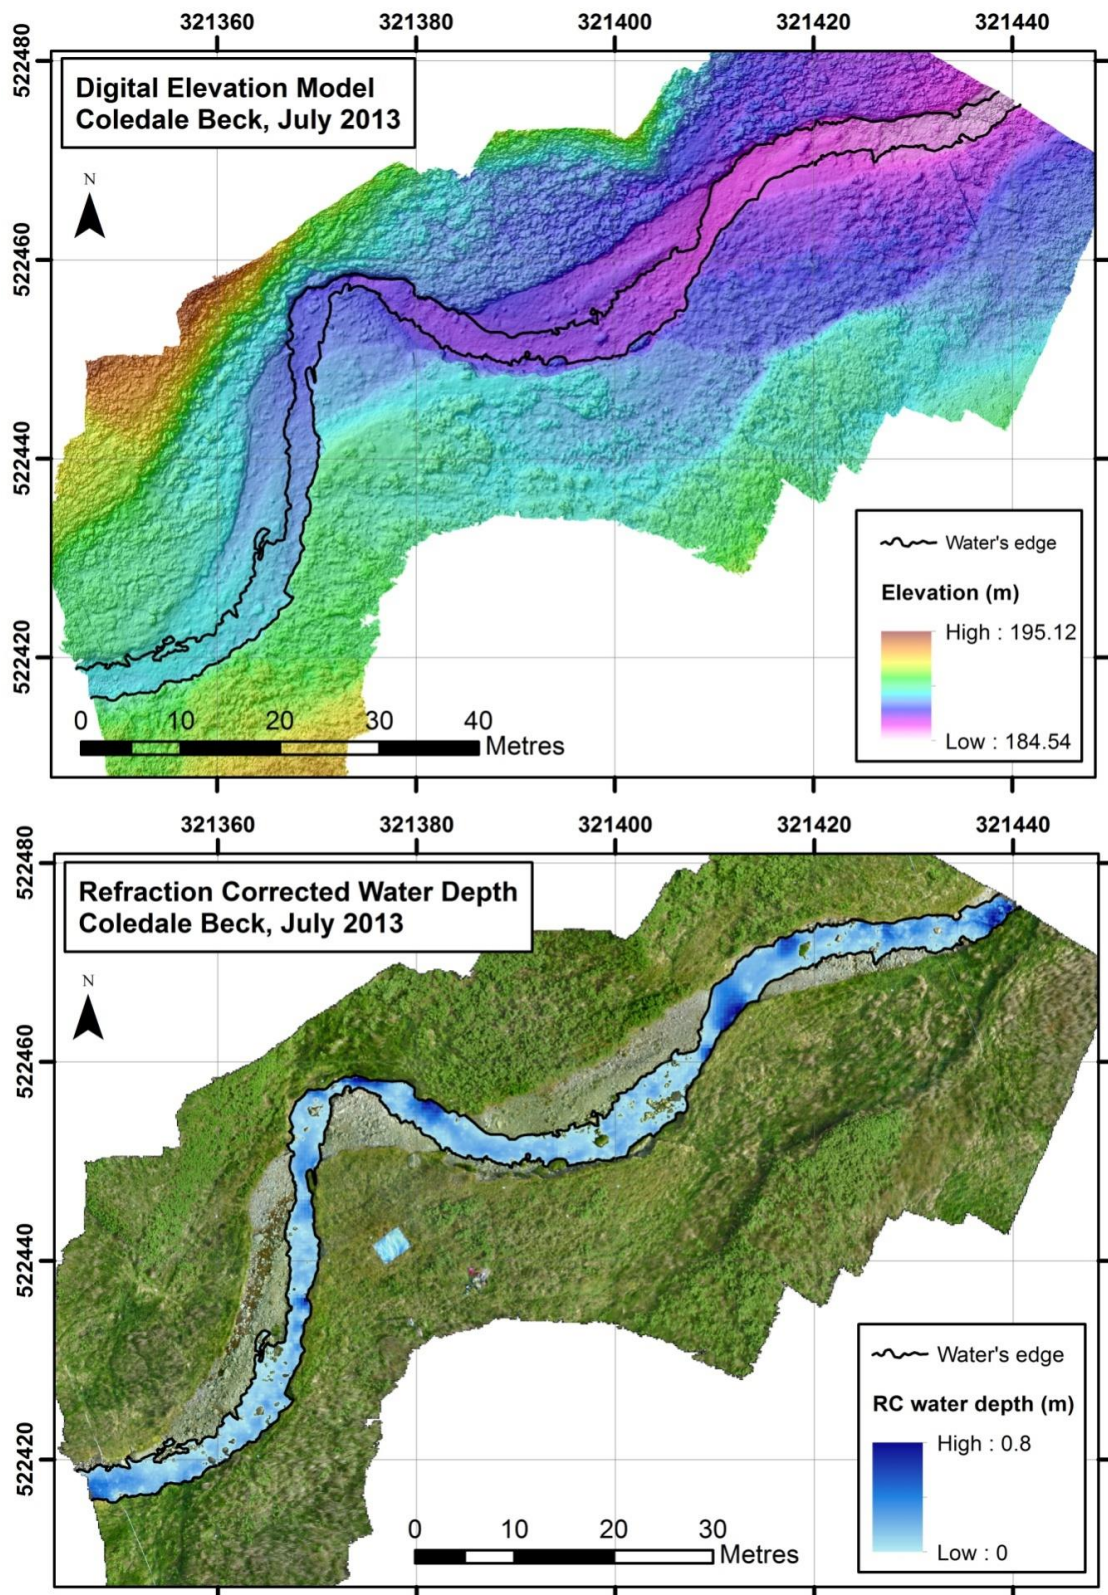 321360 321380 321400 321420 321440
522480
Digital Elevation Model
Coledale Beck, July 2013
N
522460
522440
Water's edge
Elevation (m)
High : 195.12
Low : 184.54
522420
0 10 20 30 40
Metres
321360 321380 321400 321420 321440
522480
Refraction Corrected Water Depth
Coledale Beck, July 2013
N
522460
522440
Water's edge
RC water depth (m)
High : 0.8
Low : 0
522420
0 10 20 30
Metres